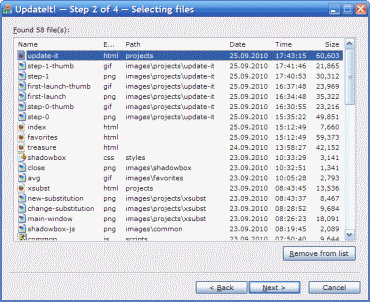 UpdateIt! — Step 2 of 4 — Selecting files
Found 58 file(s):
Name E... Path Date Time Size
update-it html projects 25.09.2010 17:43:15 60,603
step-1-thumb gif images\projects\update-it 25.09.2010 16:41:46 21,865
step-1 png images\projects\update-it 25.09.2010 17:40:53 30,312
first-launch-thumb gif images\projects\update-it 25.09.2010 16:37:48 23,969
first-launch png images\projects\update-it 25.09.2010 16:34:48 35,322
step-0-thumb gif images\projects\update-it 25.09.2010 16:30:55 23,216
step-0 png images\projects\update-it 25.09.2010 15:35:22 49,851
index html 25.09.2010 15:12:49 7,660
favorites html 25.09.2010 15:12:49 59,373
treasure html 24.09.2010 23:58:27 42,152
shadowbox css styles 23.09.2010 10:33:29 3,141
close png images\shadowbox 23.09.2010 10:32:51 1,341
avg gif images\favorites 23.09.2010 10:05:28 2,793
xsubst html projects 23.09.2010 08:43:45 13,536
new-substitution png images\projects\xsubst 23.09.2010 08:43:37 8,467
change-substitution png images\projects\xsubst 23.09.2010 08:28:52 9,684
main-window png images\projects\xsubst 23.09.2010 08:26:23 18,091
shadowbox-js png images\common 23.09.2010 08:19:45 2,089
common js scripts 23.09.2010 07:50:40 9,644
Remove from list
< Back Next > Cancel